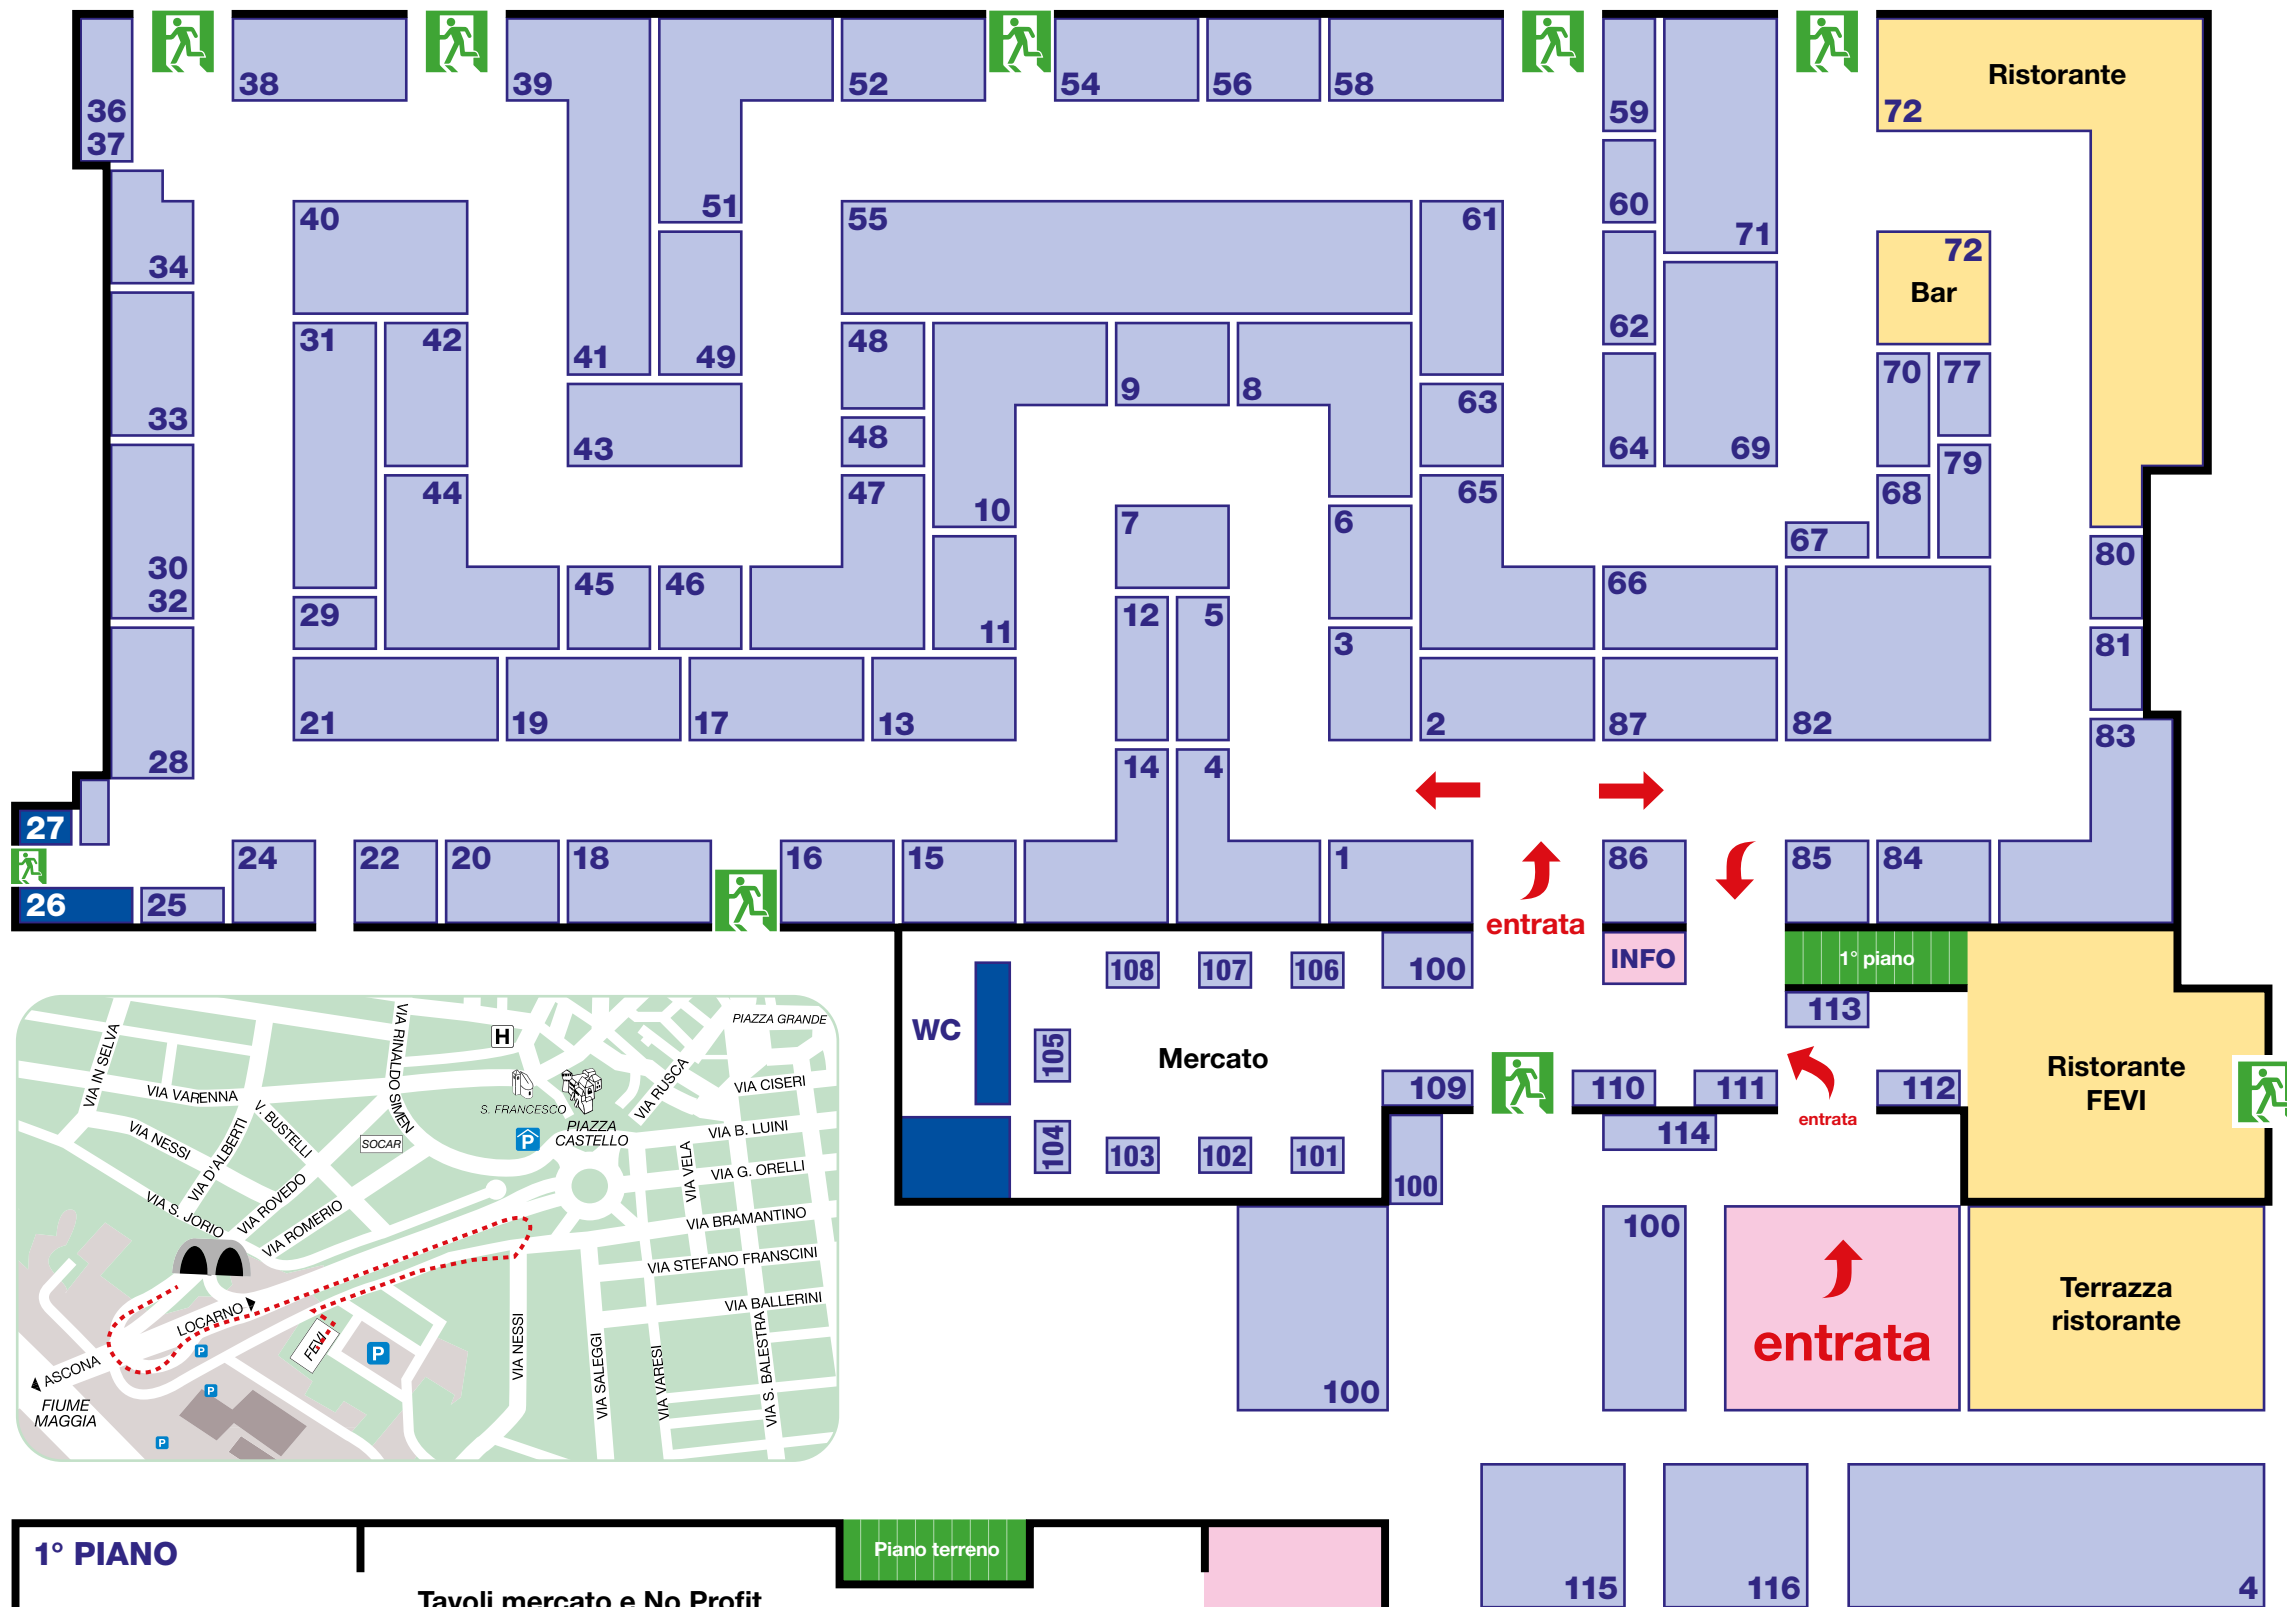 38
39
52
54
56
58
59
Ristorante
72
36
37
60
51
40
55
61
71
72
Bar
34
31
42
41
49
48
9
8
62
70
77
63
33
43
48
64
69
79
44
47
10
65
68
7
6
67
80
30
32
45
46
66
29
11
12
5
3
81
21
19
17
13
2
87
82
83
28
14
4
27
24
22
20
18
16
15
1
86
85
84
26
25
entrata
INFO
1° piano
108
107
106
100
113
WC
105
Mercato
109
110
111
112
entrata
Ristorante
FEVI
104
103
102
101
114
100
100
100
entrata
Terrazza
ristorante
VIA IN SELVA
VIA RINALDO SIMEN
H
PIAZZA GRANDE
VIA VARENNA
V. BUSTELLI
S. FRANCESCO
VIA RUSCA
VIA CISERI
VIA NESSI
VIA D'ALBERTI
SOCAR
P
PIAZZA
CASTELLO
VIA B. LUINI
VIA VELA
VIA G. ORELLI
VIA S. JORIO
VIA ROVEDO
VIA ROMERIO
VIA BRAMANTINO
VIA STEFANO FRANSCINI
LOCARNO
VIA BALLERINI
FEVI
P
P
ASCONA
P
FIUME
MAGGIA
P
VIA NESSI
VIA SALEGGI
VIA VARESI
VIA S. BALESTRA
115
116
4
1° PIANO
Piano terreno
Tavoli mercato e No Profit